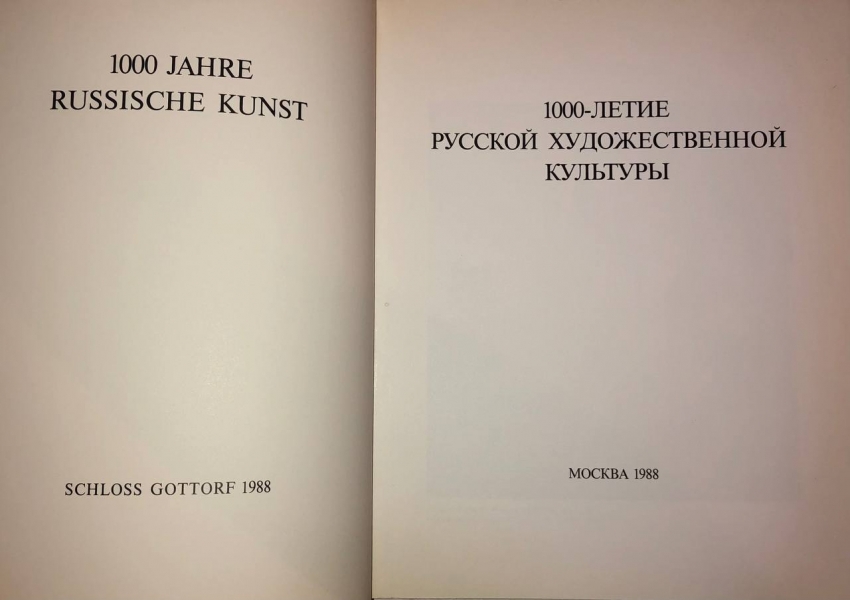 1000 JAHRE
RUSSISCHE KUNST
SCHLOSS GOTTORF 1988
1000-ЛЕТИЕ
РУССКОЙ ХУДОЖЕСТВЕННОЙ
КУЛЬТУРЫ
МОСКВА 1988